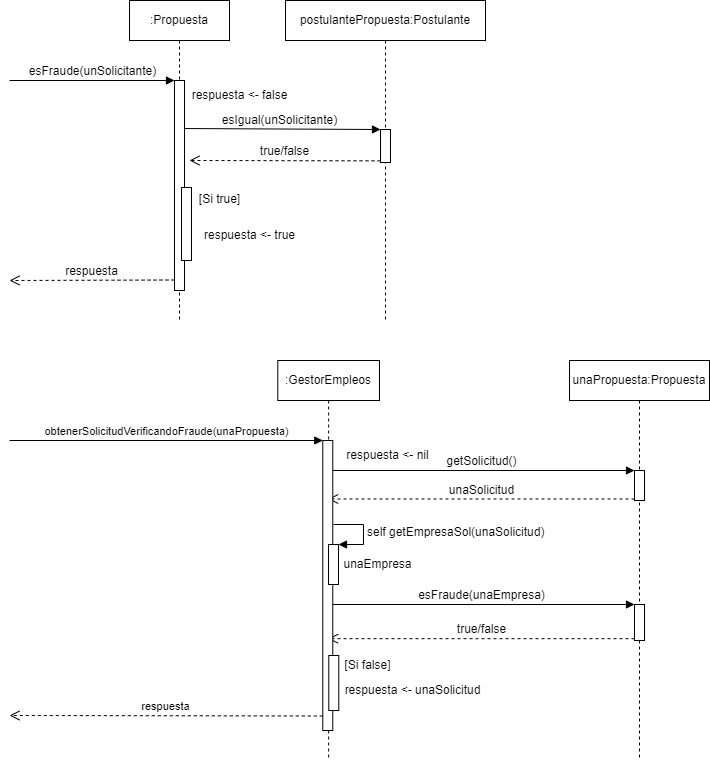 :Propuesta
postulantePropuesta:Postulante
esFraude(unSolicitante)
respuesta <- false
esIgual(unSolicitante)
true/false
[Si true]
respuesta <- true
respuesta
:GestorEmpleos
unaPropuesta:Propuesta
obtenerSolicitudVerificandoFraude(unaPropuesta)
respuesta <- nil
getSolicitud()
unaSolicitud
self getEmpresaSol(unaSolicitud)
unaEmpresa
esFraude(unaEmpresa)
true/false
[Si false]
respuesta <- unaSolicitud
respuesta